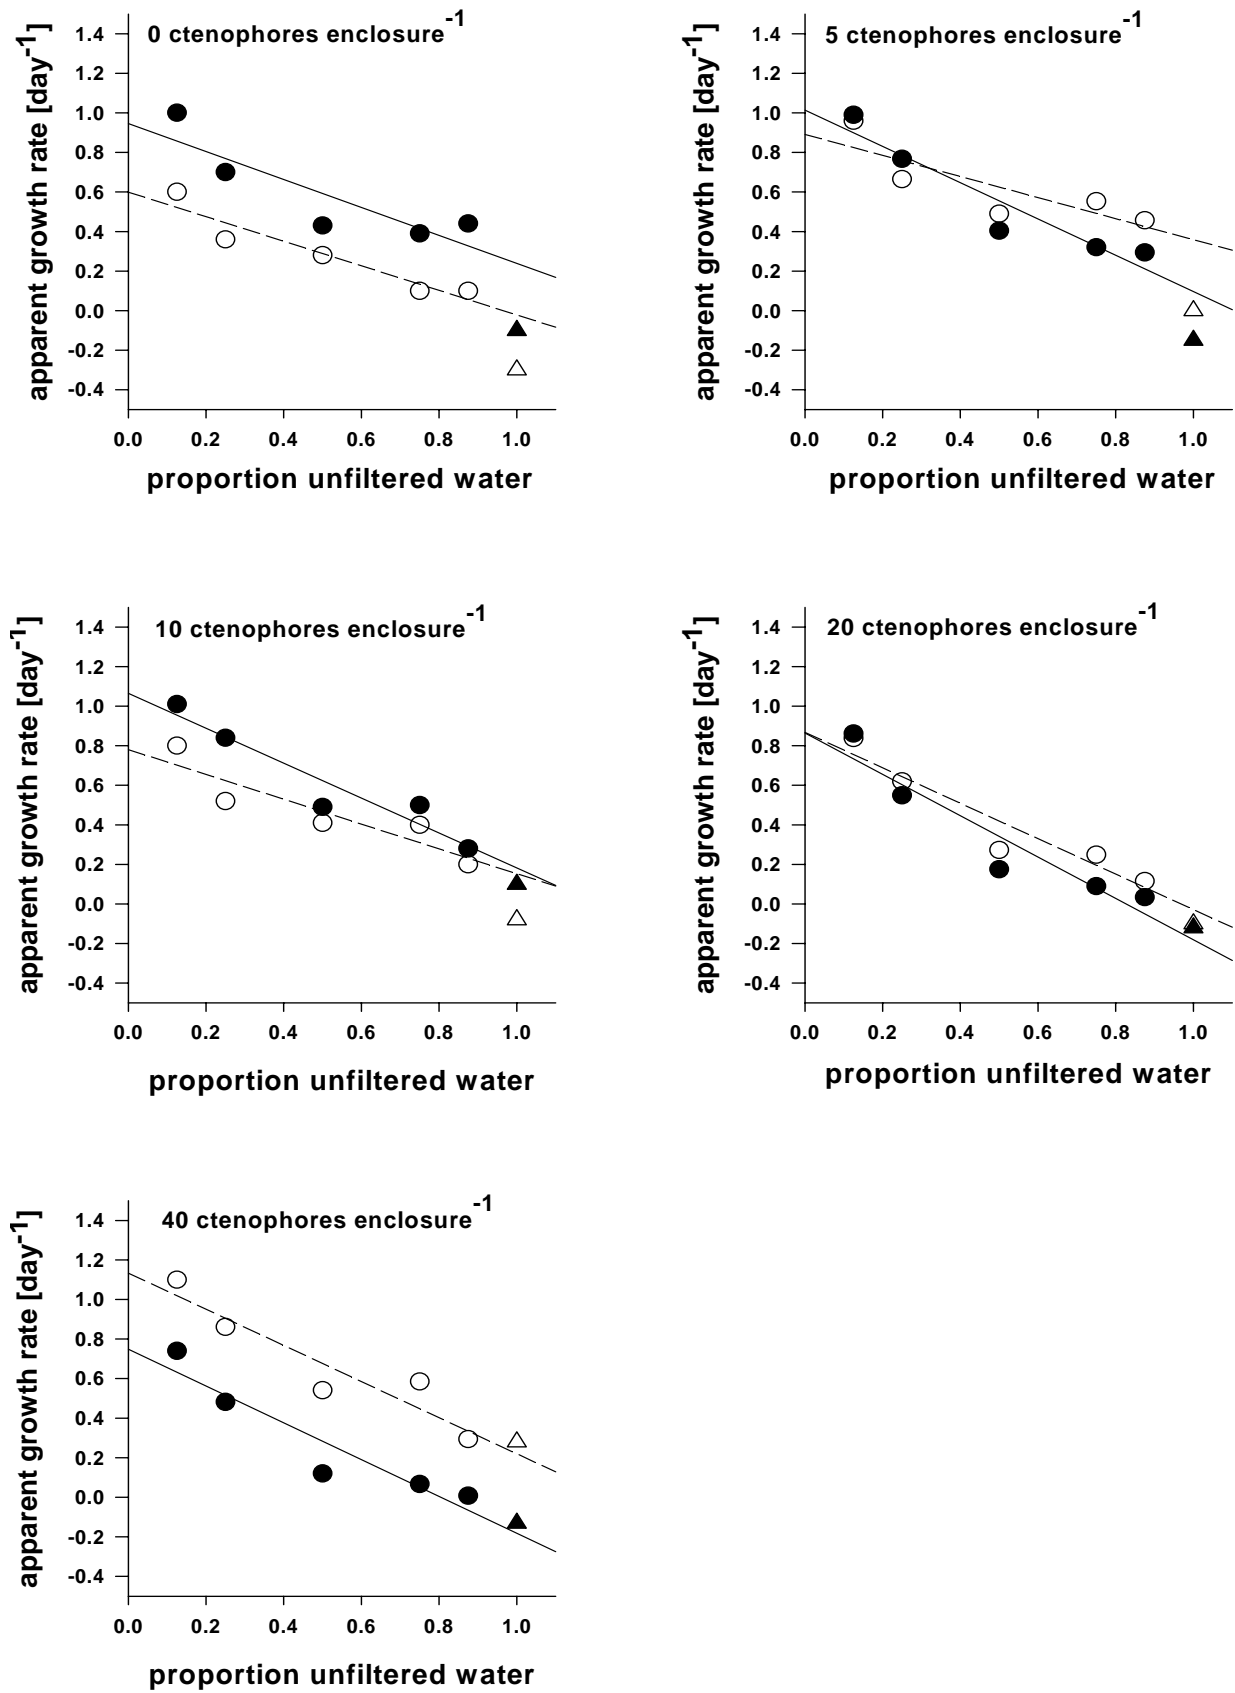 0 ctenophores enclosure-1
apparent growth rate [day-1]
1.4
1.2
1.0
0.8
0.6
0.4
0.2
0.0
-0.2
-0.4
0.0 0.2 0.4 0.6 0.8 1.0
proportion unfiltered water
5 ctenophores enclosure-1
apparent growth rate [day-1]
1.4
1.2
1.0
0.8
0.6
0.4
0.2
0.0
-0.2
-0.4
0.0 0.2 0.4 0.6 0.8 1.0
proportion unfiltered water
10 ctenophores enclosure-1
apparent growth rate [day-1]
1.4
1.2
1.0
0.8
0.6
0.4
0.2
0.0
-0.2
-0.4
0.0 0.2 0.4 0.6 0.8 1.0
proportion unfiltered water
20 ctenophores enclosure-1
apparent growth rate [day-1]
1.4
1.2
1.0
0.8
0.6
0.4
0.2
0.0
-0.2
-0.4
0.0 0.2 0.4 0.6 0.8 1.0
proportion unfiltered water
40 ctenophores enclosure-1
apparent growth rate [day-1]
1.4
1.2
1.0
0.8
0.6
0.4
0.2
0.0
-0.2
-0.4
0.0 0.2 0.4 0.6 0.8 1.0
proportion unfiltered water